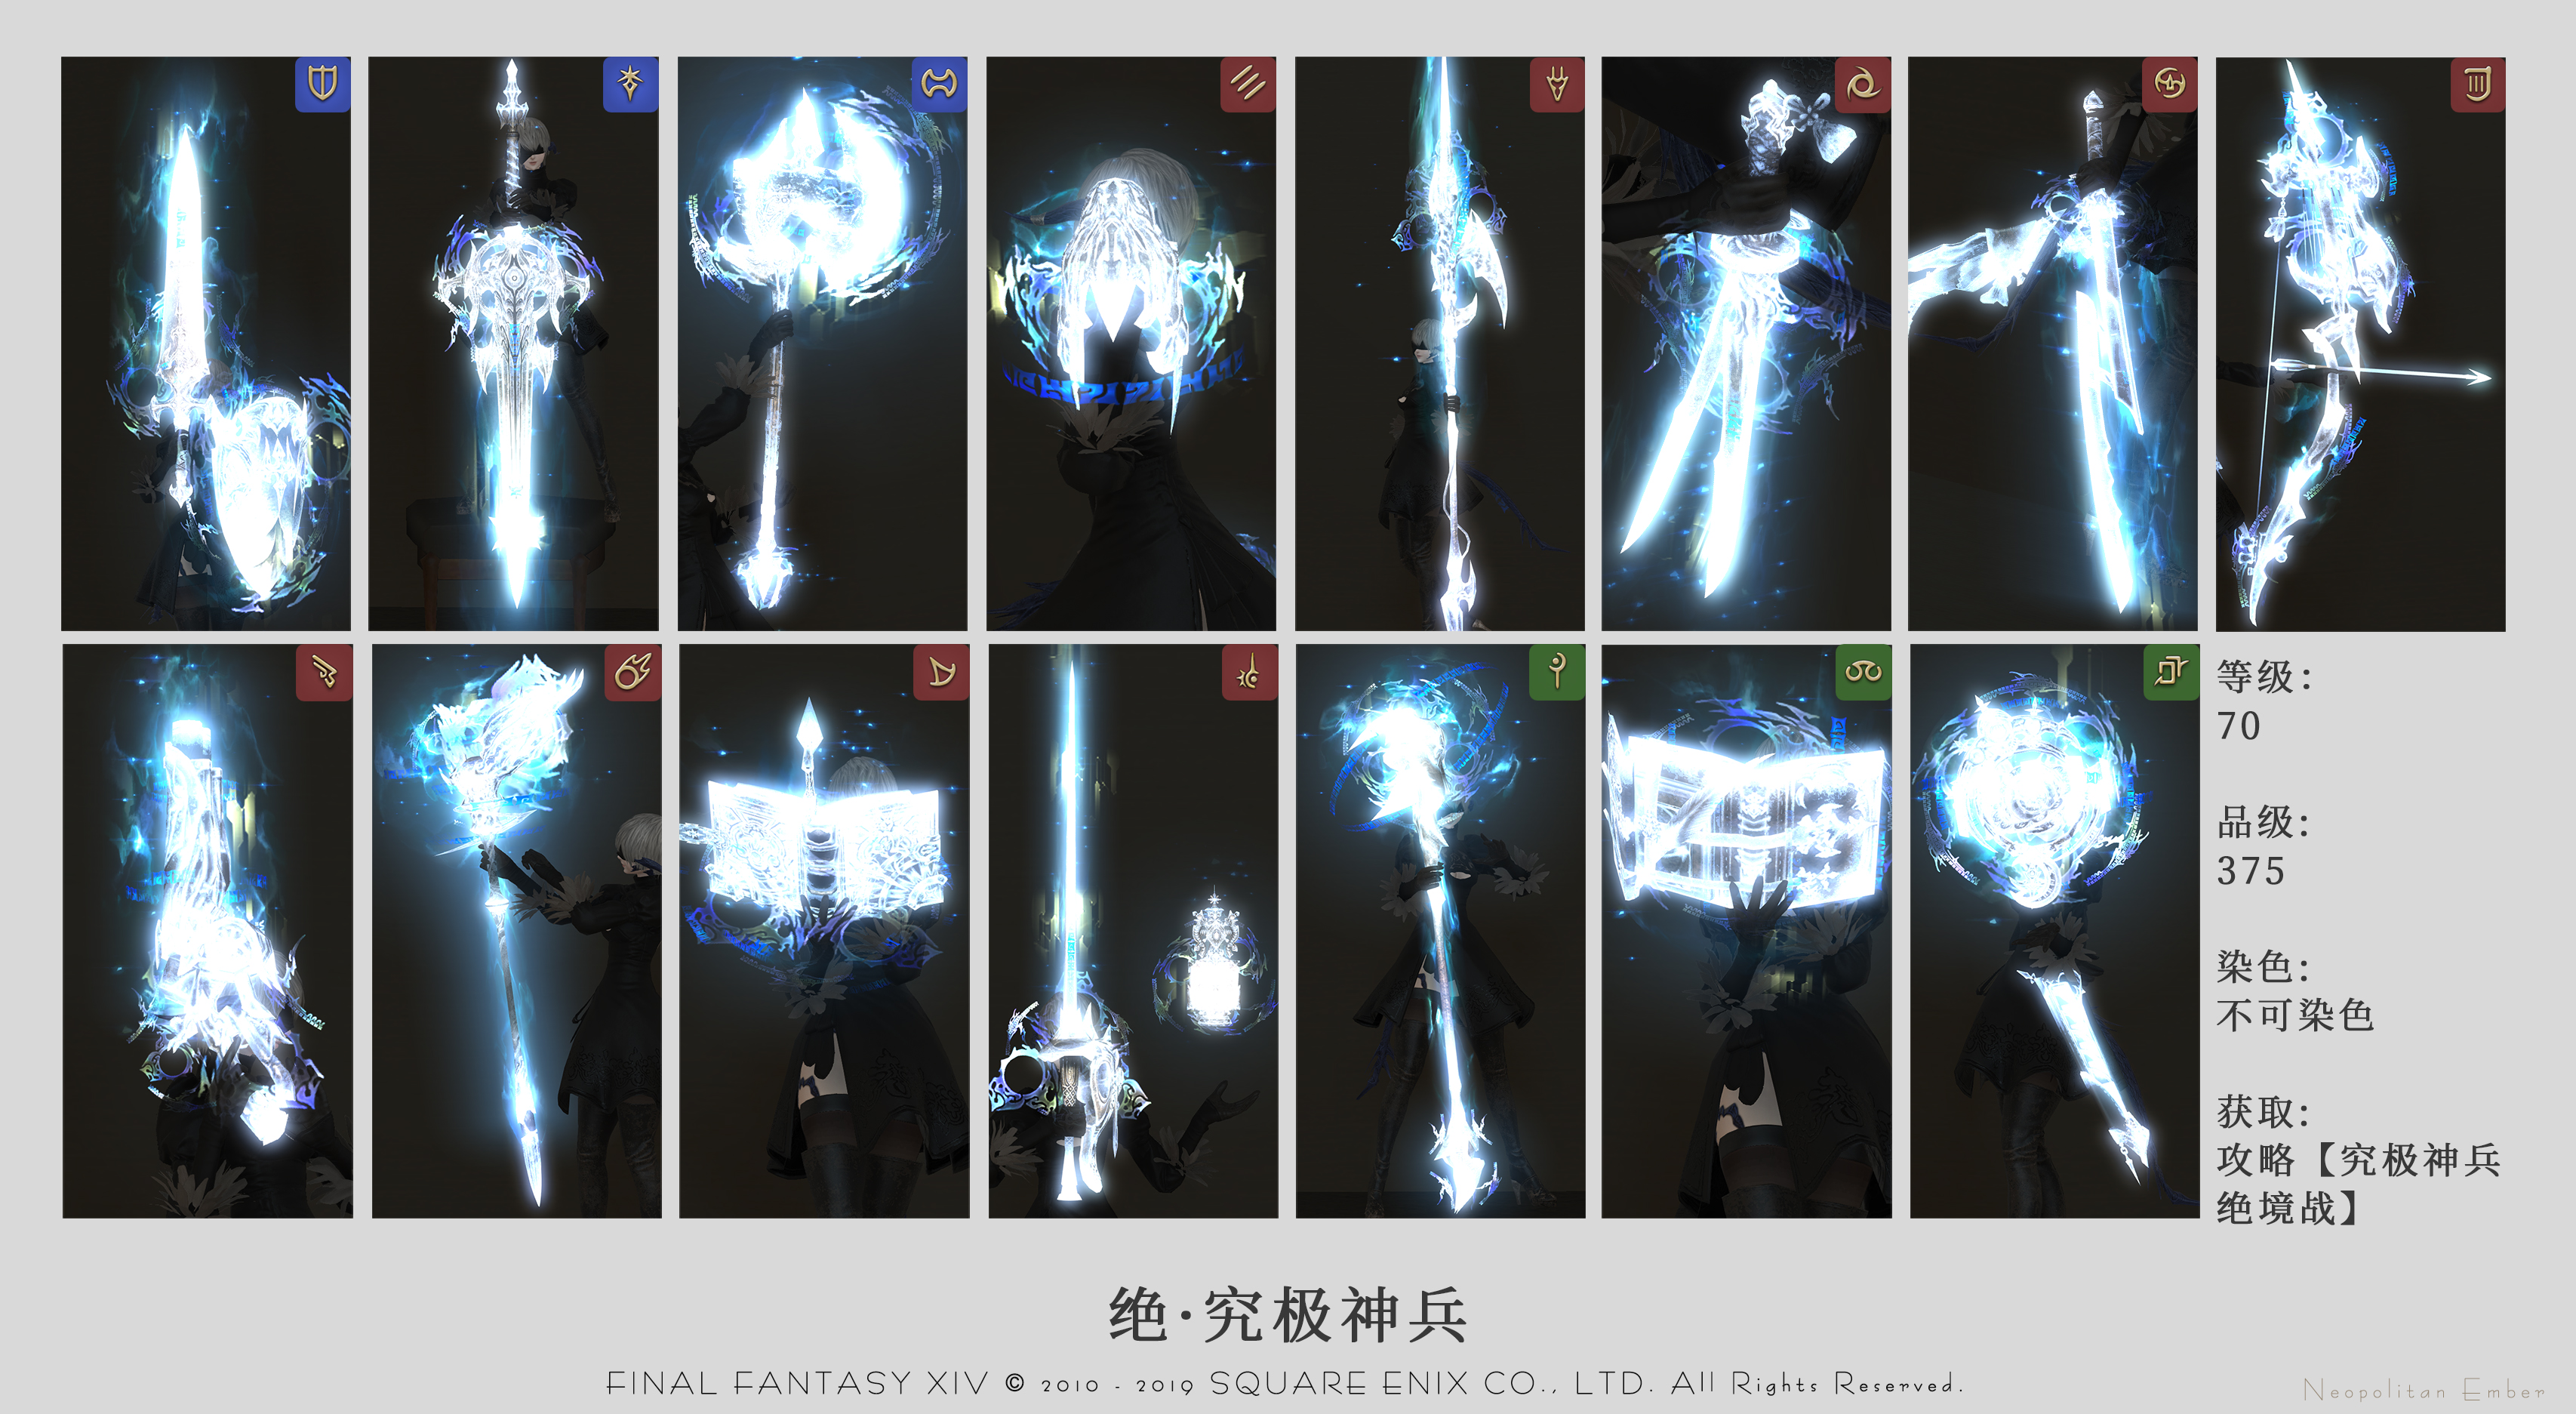 等级：
70
品级：
375
染色：
不可染色
获取：
攻略【究极神兵
绝境战】
绝·究极神兵
FINAL FANTASY XIV © 2010 - 2019 SQUARE ENIX CO., LTD. All Rights Reserved.
Neopolitan Ember